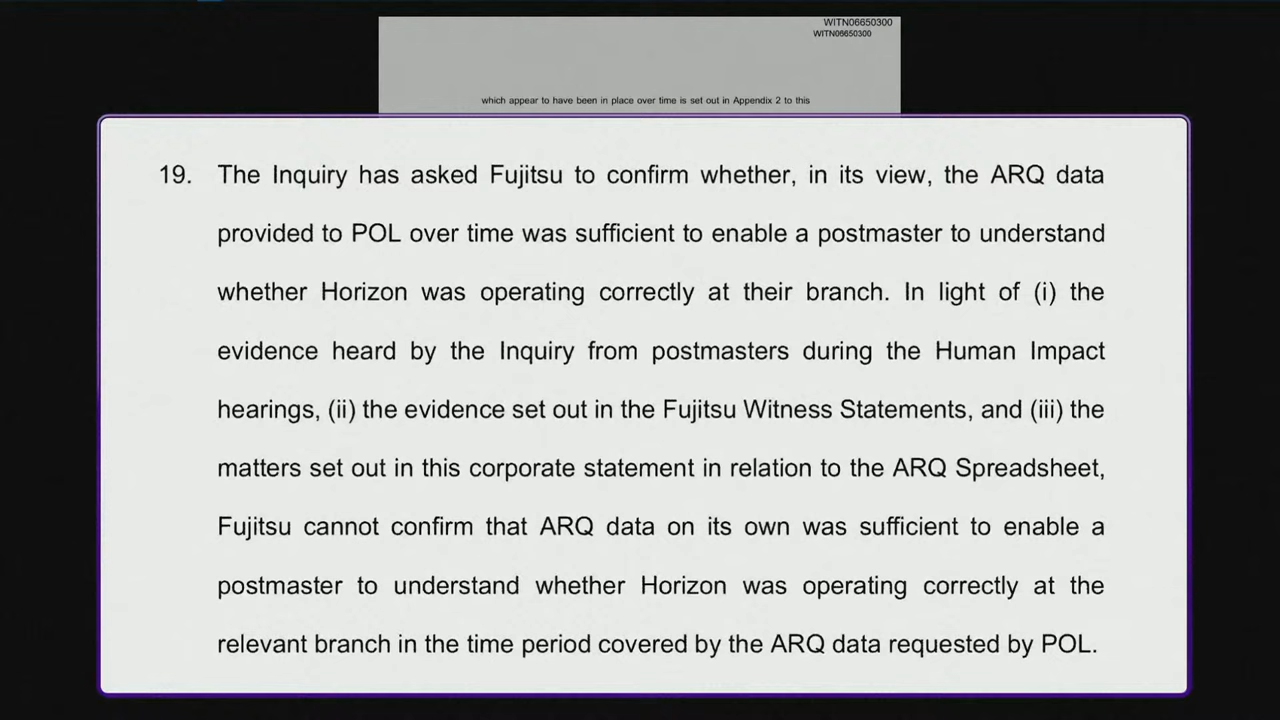 WITN06650300
WITN06650300
which appear to have been in place over time is set out in Appendix 2 to this
19. The Inquiry has asked Fujitsu to confirm whether, in its view, the ARQ data
provided to POL over time was sufficient to enable a postmaster to understand
whether Horizon was operating correctly at their branch. In light of (i) the
evidence heard by the Inquiry from postmasters during the Human Impact
hearings, (ii) the evidence set out in the Fujitsu Witness Statements, and (iii) the
matters set out in this corporate statement in relation to the ARQ Spreadsheet,
Fujitsu cannot confirm that ARQ data on its own was sufficient to enable a
postmaster to understand whether Horizon was operating correctly at the
relevant branch in the time period covered by the ARQ data requested by POL.